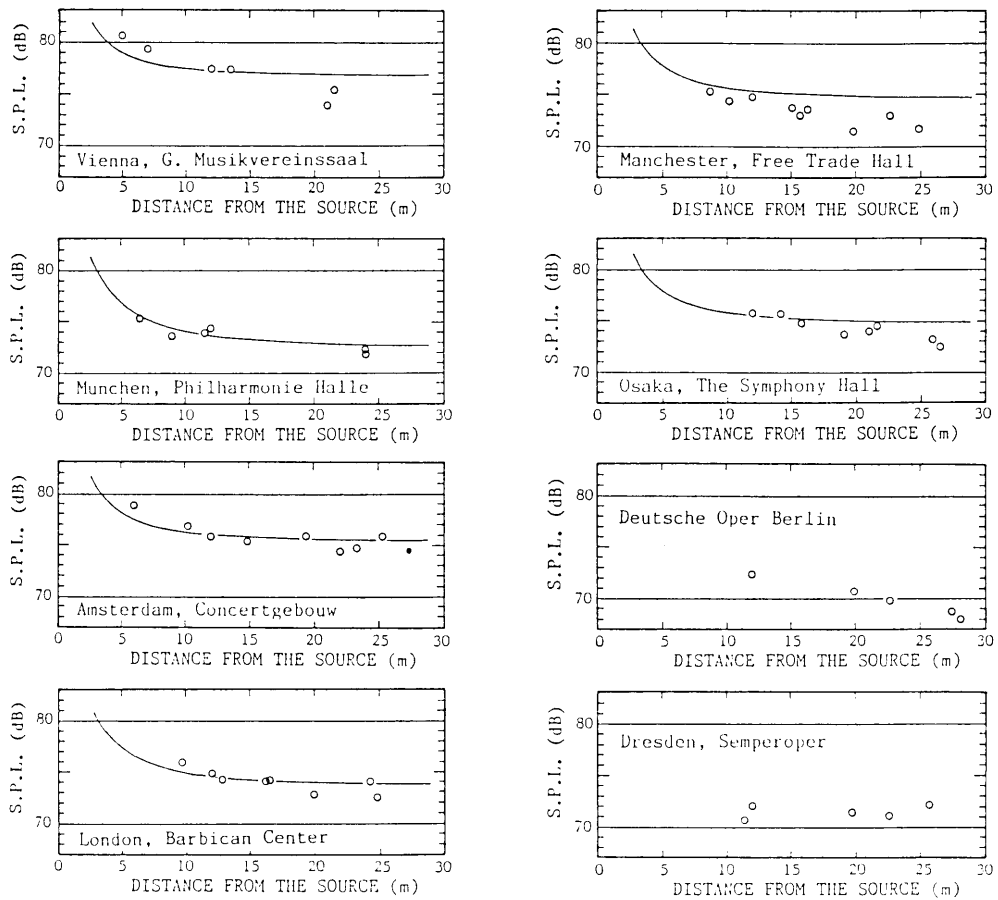 S.P.L. (dB)
80
70
Vienna, G. Musikvereinssaal
0 5 10 15 20 25 30
DISTANCE FROM THE SOURCE (m)
S.P.L. (dB)
80
70
Munchen, Philharmonie Halle
0 5 10 15 20 25 30
DISTANCE FROM THE SOURCE (m)
S.P.L. (dB)
80
70
Amsterdam, Concertgebouw
0 5 10 15 20 25 30
DISTANCE FROM THE SOURCE (m)
S.P.L. (dB)
80
70
London, Barbican Center
0 5 10 15 20 25 30
DISTANCE FROM THE SOURCE (m)
S.P.L. (dB)
80
70
Manchester, Free Trade Hall
0 5 10 15 20 25 30
DISTANCE FROM THE SOURCE (m)
S.P.L. (dB)
80
70
Osaka, The Symphony Hall
0 5 10 15 20 25 30
DISTANCE FROM THE SOURCE (m)
S.P.L. (dB)
80
Deutsche Oper Berlin
70
0 5 10 15 20 25 30
DISTANCE FROM THE SOURCE (m)
S.P.L. (dB)
80
Dresden, Semperoper
70
0 5 10 15 20 25 30
DISTANCE FROM THE SOURCE (m)